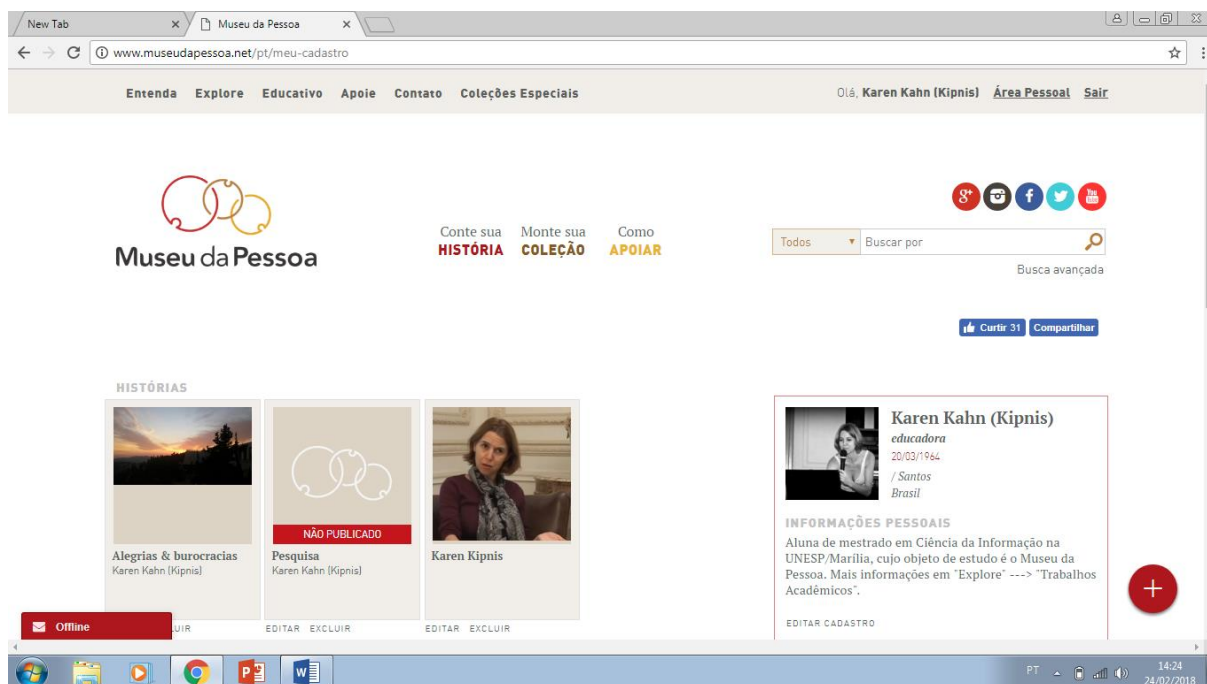 New Tab
Museu da Pessoa
www.museudapessoa.net/pt/meu-cadastro
Entenda Explore Educativo Apoie Contato Coleções Especiais
Olá, Karen Kahn (Kipnis) Área Pessoal Sair
Museu da Pessoa
Conte sua HISTÓRIA
Monte sua COLEÇÃO
Como APOIAR
g+ f You Tube
Todos Buscar por
Busca avançada
Curtir 31 Compartilhar
HISTÓRIAS
Alegrias & burocracias
Karen Kahn (Kipnis)
NÃO PUBLICADO
Pesquisa
Karen Kahn (Kipnis)
EDITAR EXCLUIR
Karen Kipnis
EDITAR EXCLUIR
Karen Kahn (Kipnis)
educadora
20/03/1964
/ Santos
Brasil
INFORMAÇÕES PESSOAIS
Aluna de mestrado em Ciência da Informação na
UNESP/Marília, cujo objeto de estudo é o Museu da
Pessoa. Mais informações em "Explore" ---> "Trabalhos
Acadêmicos".
EDITAR CADASTRO
Offline
PT
14:24
24/02/2018